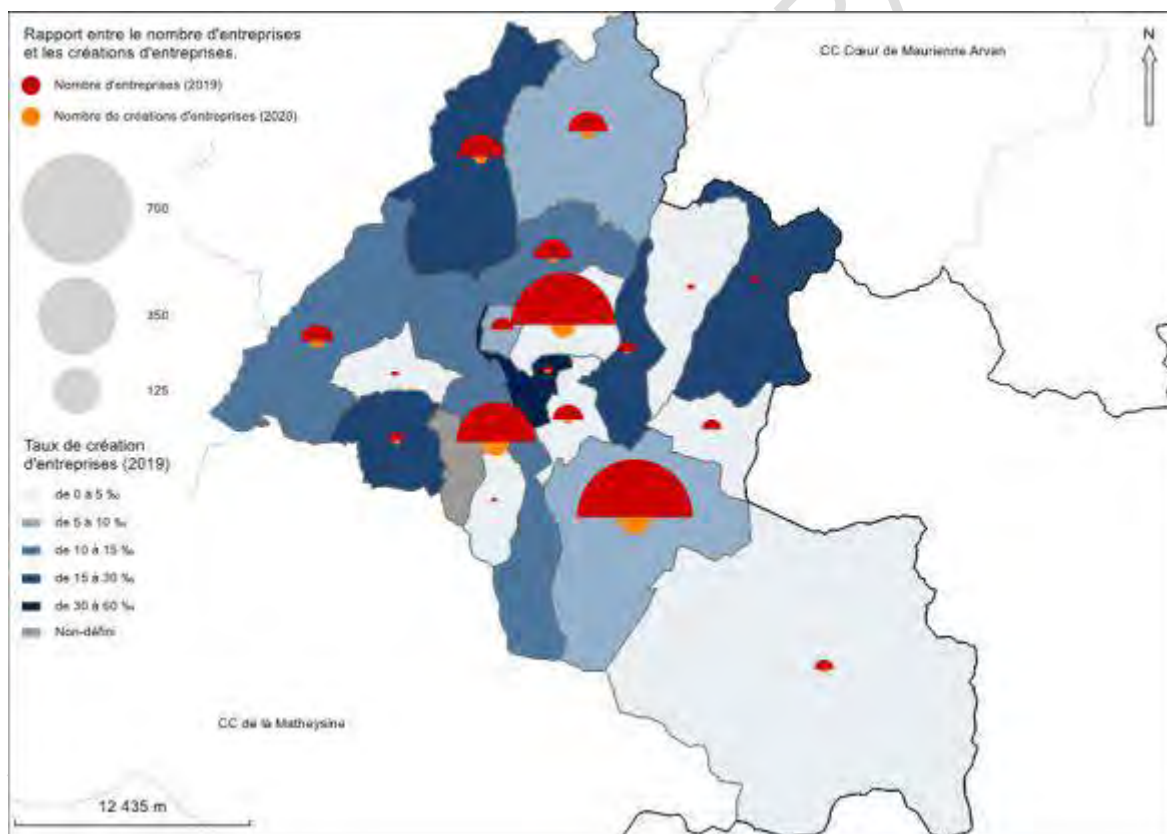 Rapport entre le nombre d'entreprises
et les créations d'entreprises.
Nombre d'entreprises (2019)
Nombre de créations d'entreprises (2020)
700
350
125
Taux de création
d'entreprises (2019)
de 0 à 5 ‰
de 5 à 10 ‰
de 10 à 15 ‰
de 15 à 30 ‰
de 30 à 60 ‰
Non-défini
CC Cœur de Maurienne Arvan
N
CC de la Matheysine
12 435 m